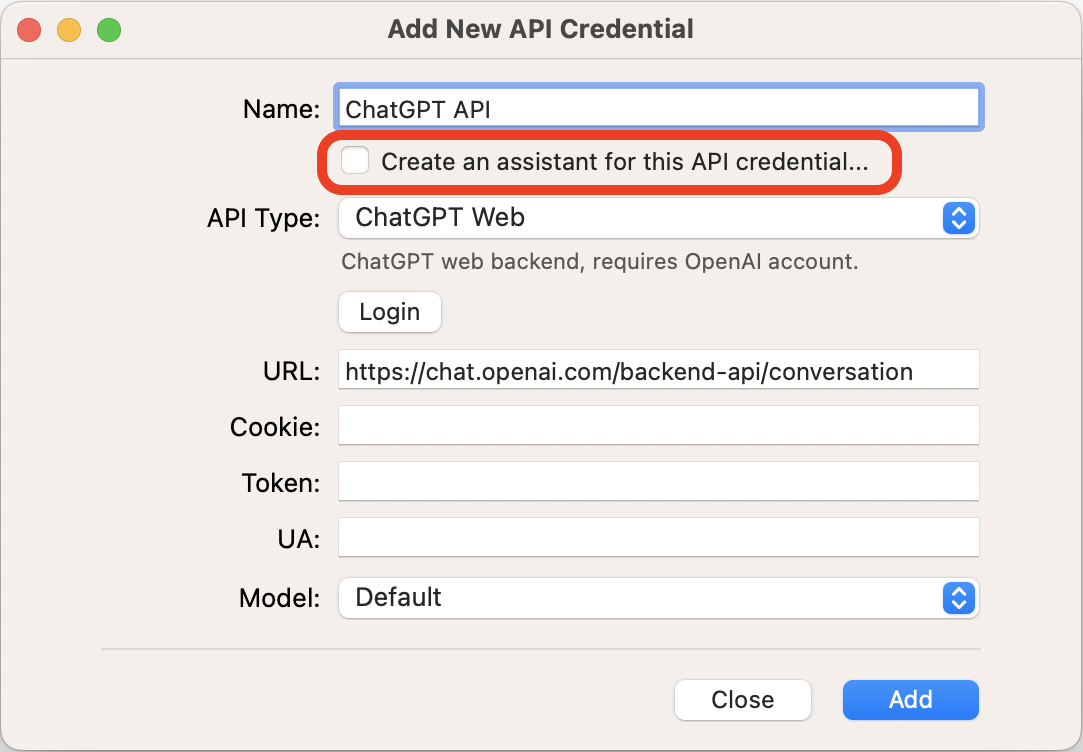 Add New API Credential
Name: ChatGPT API
Create an assistant for this API credential...
API Type: ChatGPT Web
ChatGPT web backend, requires OpenAI account.
Login
URL: https://chat.openai.com/backend-api/conversation
Cookie:
Token:
UA:
Model: Default
Close Add